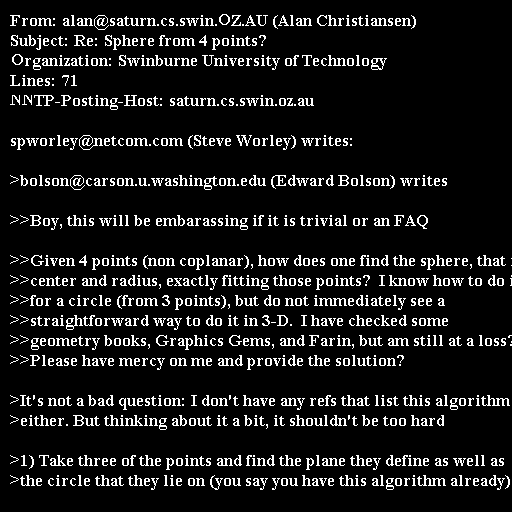 From: alan@saturn.cs.swin.OZ.AU (Alan Christiansen)
Subject: Re: Sphere from 4 points?
Organization: Swinburne University of Technology
Lines: 71
NNTP-Posting-Host: saturn.cs.swin.oz.au
spworley@netcom.com (Steve Worley) writes:
>bolson@carson.u.washington.edu (Edward Bolson) writes
>>Boy, this will be embarassing if it is trivial or an FAQ
>>Given 4 points (non coplanar), how does one find the sphere, that
>>center and radius, exactly fitting those points?  I know how to do
>>for a circle (from 3 points), but do not immediately see a
>>straightforward way to do it in 3-D.  I have checked some
>>geometry books, Graphics Gems, and Farin, but am still at a loss?
>>Please have mercy on me and provide the solution?
>It's not a bad question: I don't have any refs that list this algorithm
>either. But thinking about it a bit, it shouldn't be too hard
>1) Take three of the points and find the plane they define as well as
>the circle that they lie on (you say you have this algorithm already)